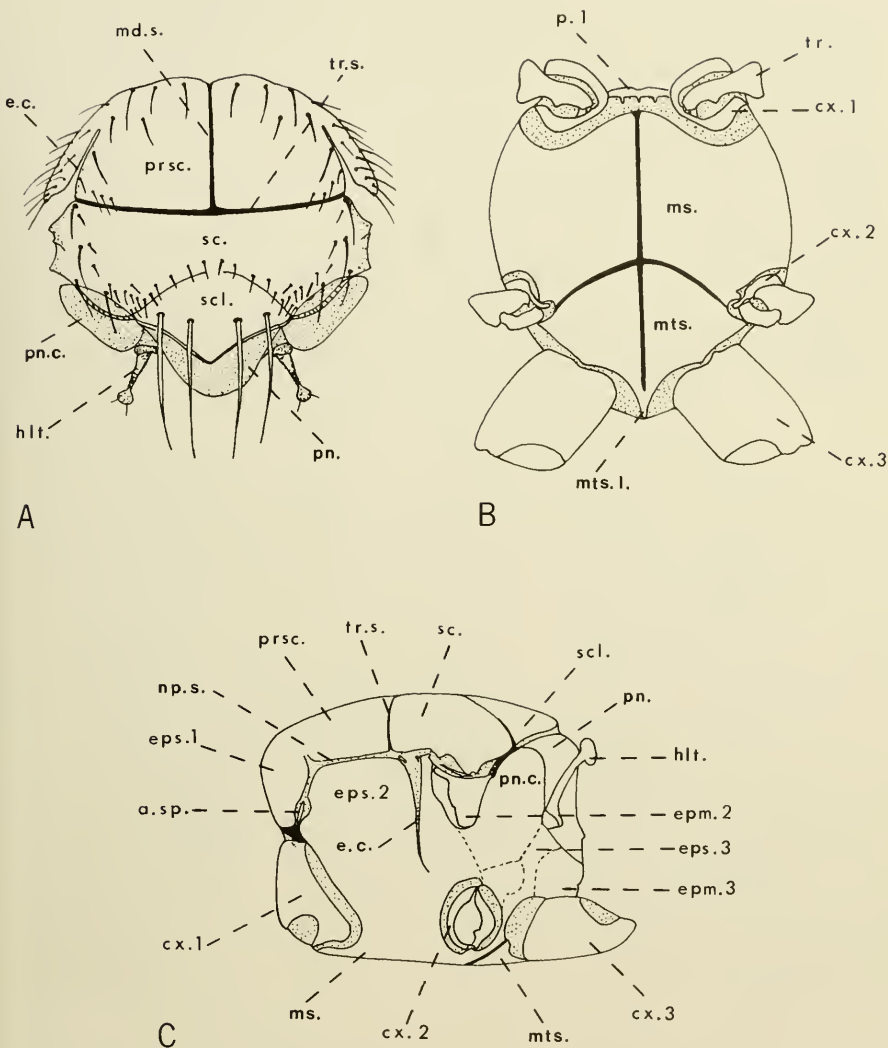 md.s.
tr.s.
e.c.
prsc.
sc.
scl.
pn.c.
hlt.
pn.
A
p.1
tr.
cx.1
ms.
cx.2
mts.
cx.3
mts.l.
B
tr.s.
sc.
prsc.
scl.
np.s.
pn.
eps.1
hlt.
pn.c.
eps.2
a.sp.
epm.2
e.c.
eps.3
epm.3
cx.1
ms.
cx.2
mts.
cx.3
C